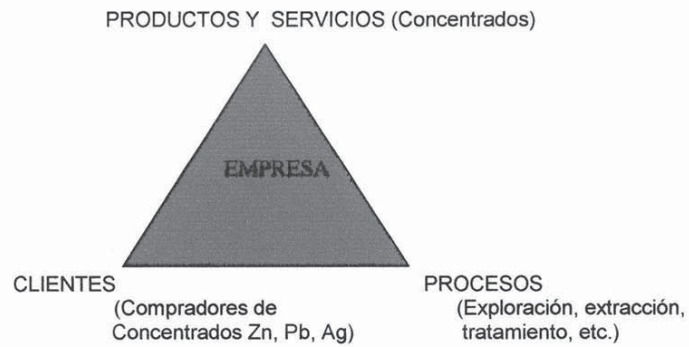 PRODUCTOS Y SERVICIOS (Concentrados)
EMPRESA
CLIENTES
(Compradores de
Concentrados Zn, Pb, Ag)
PROCESOS
(Exploración, extracción,
tratamiento, etc.)